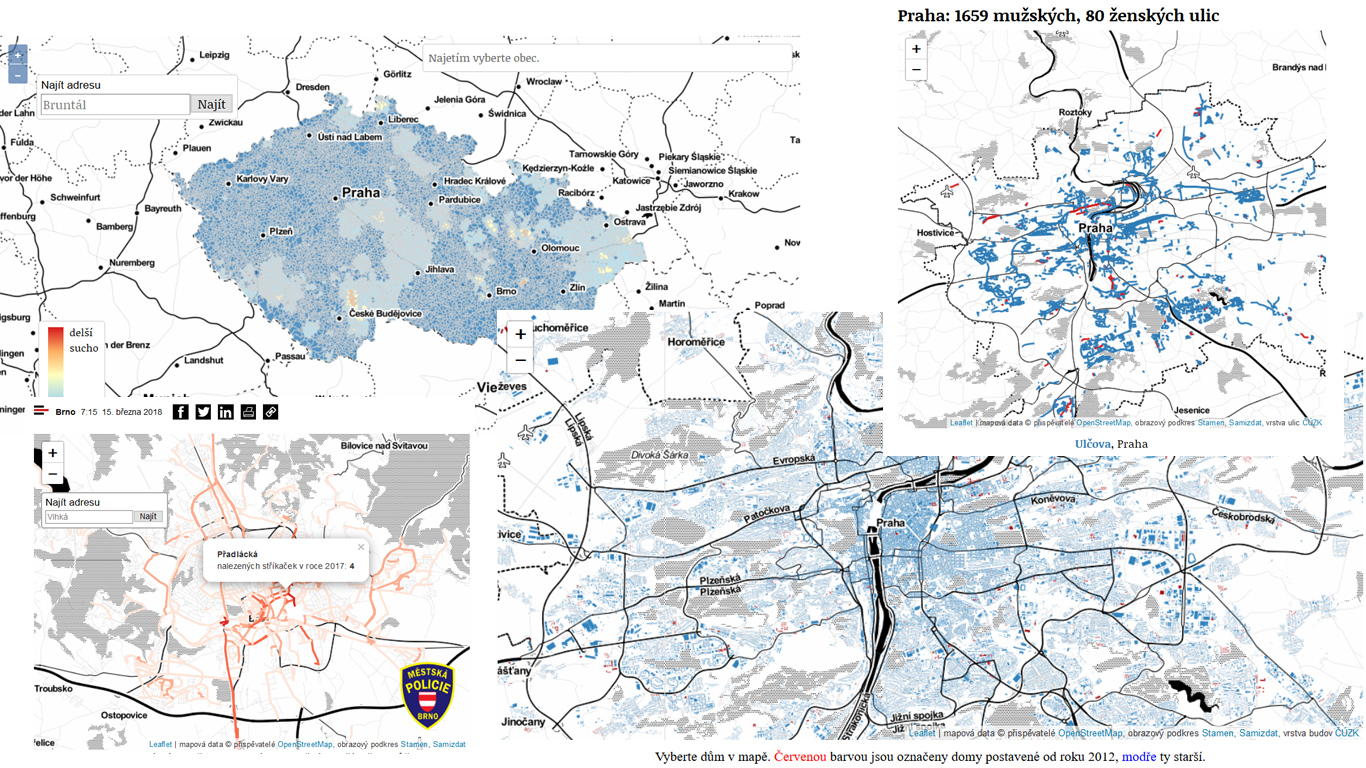 Praha: 1659 mužských, 80 ženských ulic
+
−
Najetím vyberte obec.
Najít adresu
Bruntál
Najít
Leipzig
Görlitz
Dresden
Wroclaw
Jelenia Góra
Świdnica
Zwickau
Fulda
Plauen
Liberec
Ústí nad Labem
Karlovy Vary
Praha
Hradec Králové
Pardubice
Kędzierzyn-Koźle
Tarnowskie Góry
Piekary Śląskie
Siemianowice Śląskie
Katowice
Jaworzno
Racibórz
Krakow
Jastrzębie Zdrój
Ostrava
Schweinfurt
Bayreuth
Bamberg
Nuremberg
Plzeň
Olomouc
Jihlava
Brno
Zlín
Žilina
Martin
Poprad
České Budějovice
Landshut
Passau
delší
sucho
+
−
Brandýs nad
Roztoky
Hostivice
Praha
Jesenice
Leaflet | mapová data © přispěvatelé OpenStreetMap, obrazový podkres Stamen, Samizdat, vrstva ulic ČÚZK
Ulčova, Praha
Brno 7:15 15. března 2018
+
−
Najít adresu
Vlhká
Najít
Bílovice nad Svitavou
Přadlácká
nalezených stříkaček v roce 2017: 4
×
MĚSTSKÁ
POLICIE
BRNO
Troubsko
Ostopovice
Leaflet | mapová data © přispěvatelé OpenStreetMap, obrazový podkres Stamen, Samizdat
+
−
Horoměřice
Lipská
Lipská
Divoká Šárka
Evropská
Patočkova
Praha
Koněvova
Českobrodská
Plzeňská
Plzeňská
Strakonická
Jižní spojka
Jinočany
Leaflet | mapová data © přispěvatelé OpenStreetMap, obrazový podkres Stamen, Samizdat, vrstva budov ČÚZK
Vyberte dům v mapě. Červenou barvou jsou označeny domy postavené od roku 2012, modře ty starší.